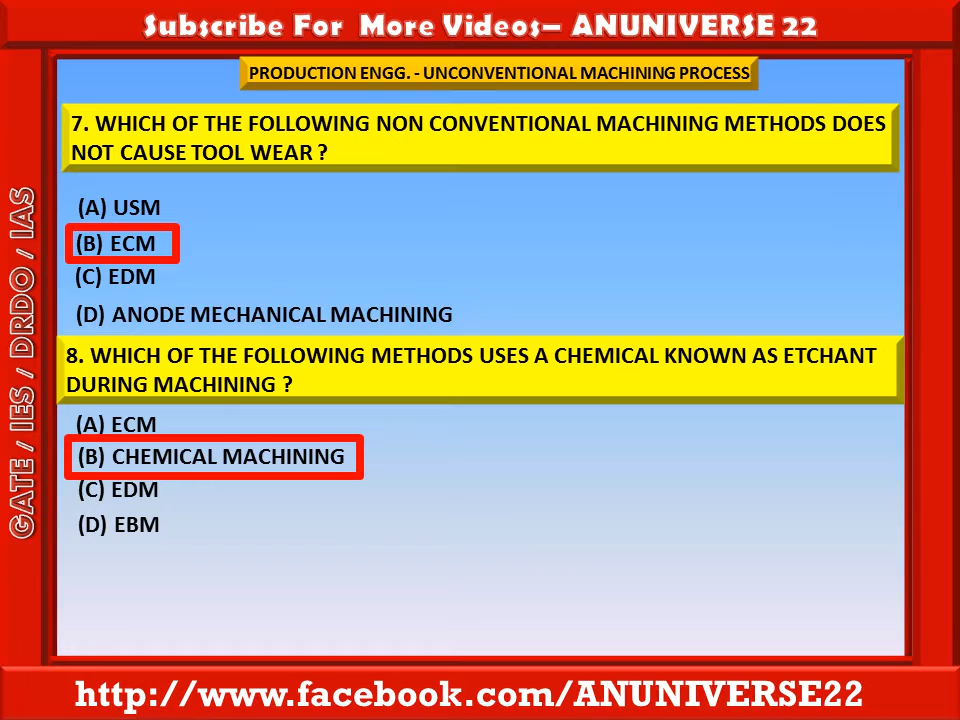 Subscribe For More Videos– ANUNIVERSE 22
PRODUCTION ENGG. - UNCONVENTIONAL MACHINING PROCESS
7. WHICH OF THE FOLLOWING NON CONVENTIONAL MACHINING METHODS DOES
NOT CAUSE TOOL WEAR ?
(A) USM
(B) ECM
(C) EDM
(D) ANODE MECHANICAL MACHINING
8. WHICH OF THE FOLLOWING METHODS USES A CHEMICAL KNOWN AS ETCHANT
DURING MACHINING ?
(A) ECM
(B) CHEMICAL MACHINING
(C) EDM
(D) EBM
GATE / IES / DRDO / IAS
http://www.facebook.com/ANUNIVERSE22